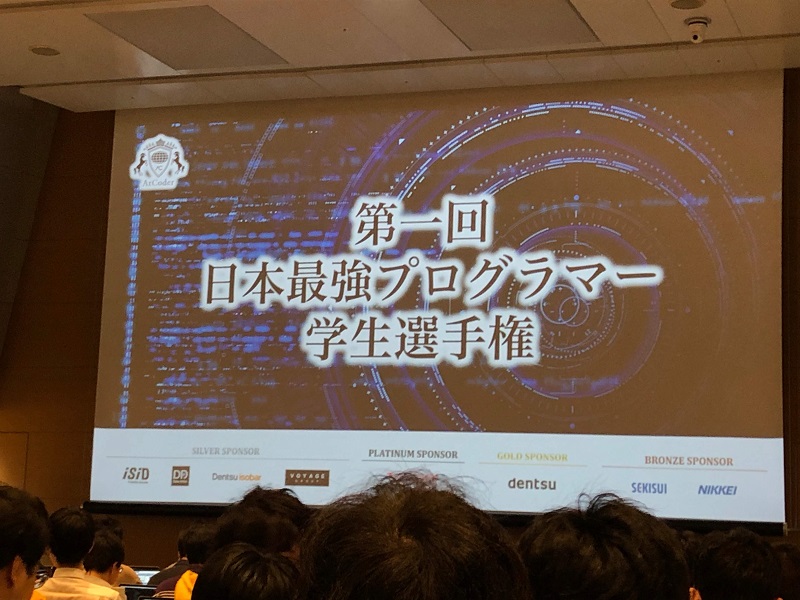 AtCoder
第一回
日本最強プログラマー
学生選手権
SILVER SPONSOR
PLATINUM SPONSOR
GOLD SPONSOR
BRONZE SPONSOR
iSiD
Dentsu isobar
VOYAGE GROUP
dentsu
SEKISUI
NIKKEI